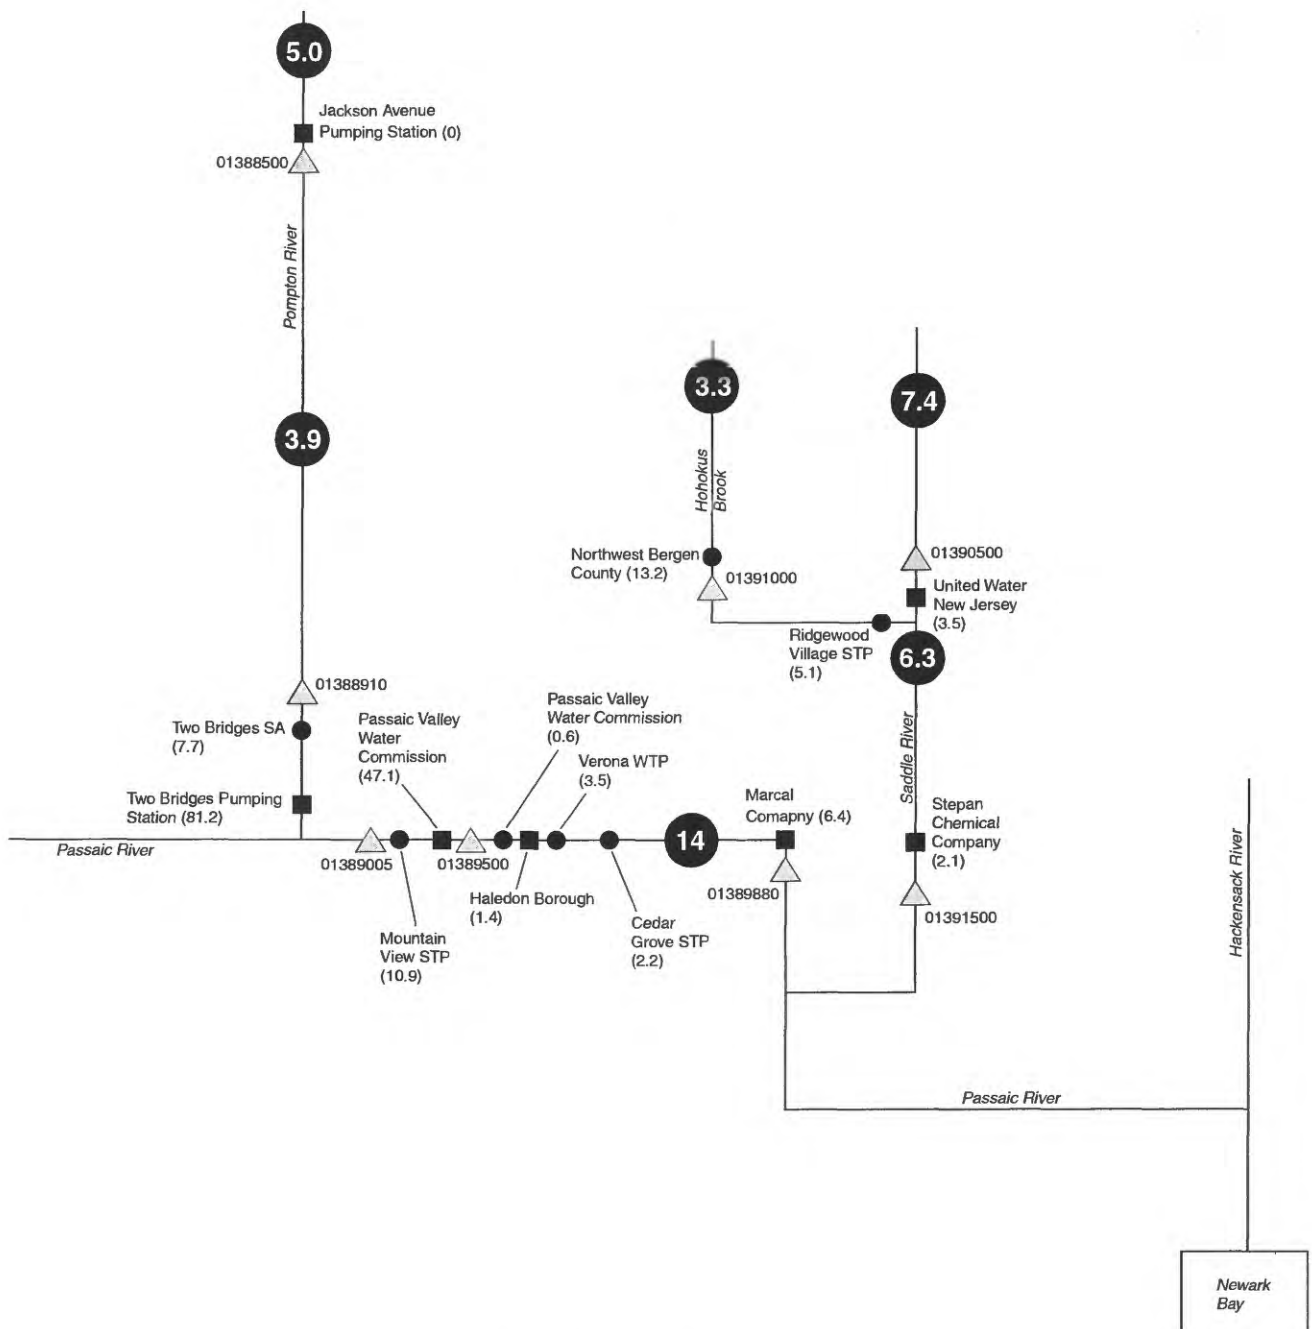 5.0
Jackson Avenue
Pumping Station (0)
01388500
Pompton River
3.9
3.3
7.4
Hohokus
Brook
Northwest Bergen
County (13.2)
01391000
01390500
United Water
New Jersey
(3.5)
Ridgewood
Village STP
(5.1)
6.3
01388910
Two Bridges SA
(7.7)
Passaic Valley
Water
Commission
(47.1)
Passaic Valley
Water Commission
(0.6)
Verona WTP
(3.5)
Saddle River
Two Bridges Pumping
Station (81.2)
Marcal
Comapny (6.4)
Stepan
Chemical
Company
(2.1)
Passaic River
01389005
01389500
14
01389880
Haledon Borough
(1.4)
01391500
Hackensack River
Mountain
View STP
(10.9)
Cedar
Grove STP
(2.2)
Passaic River
Newark
Bay